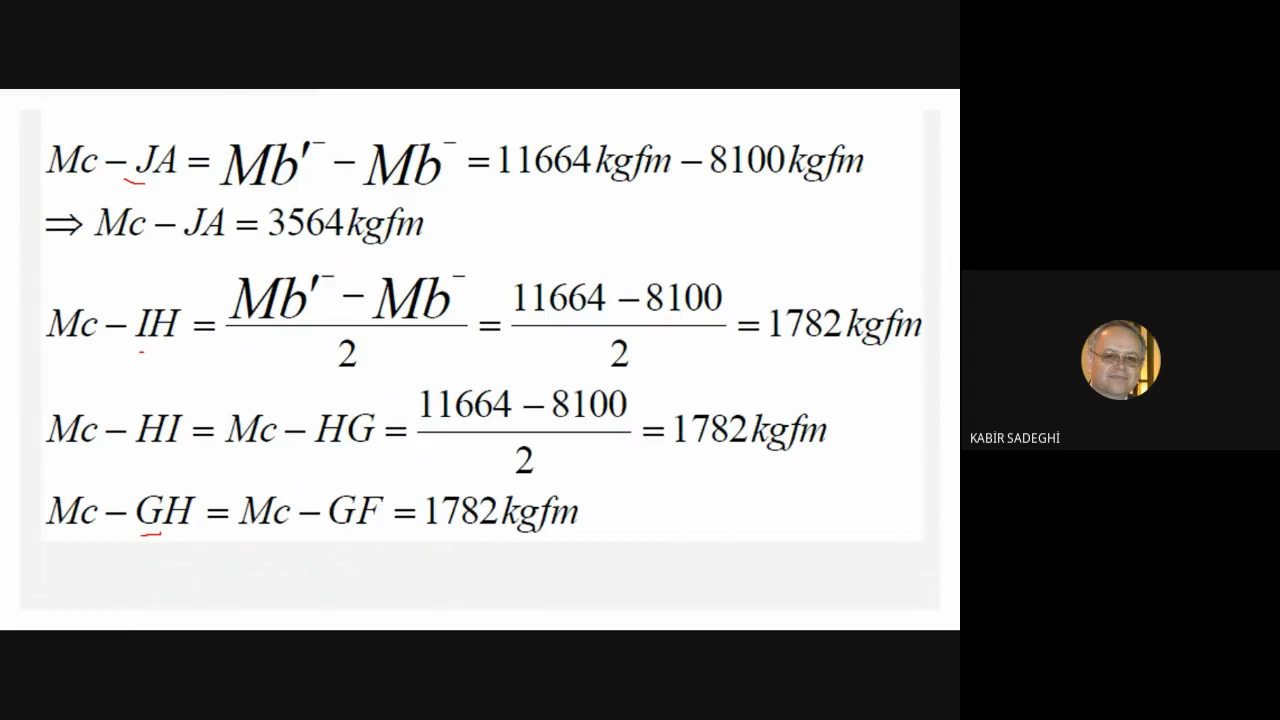 Mc − JA = Mb′⁻ − Mb⁻ = 11664 kgfm − 8100 kgfm
⇒ Mc − JA = 3564 kgfm
Mc − IH = (Mb′⁻ − Mb⁻)/2 = (11664 − 8100)/2 = 1782 kgfm
Mc − HI = Mc − HG = (11664 − 8100)/2 = 1782 kgfm
Mc − GH = Mc − GF = 1782 kgfm
KABİR SADEGHİ